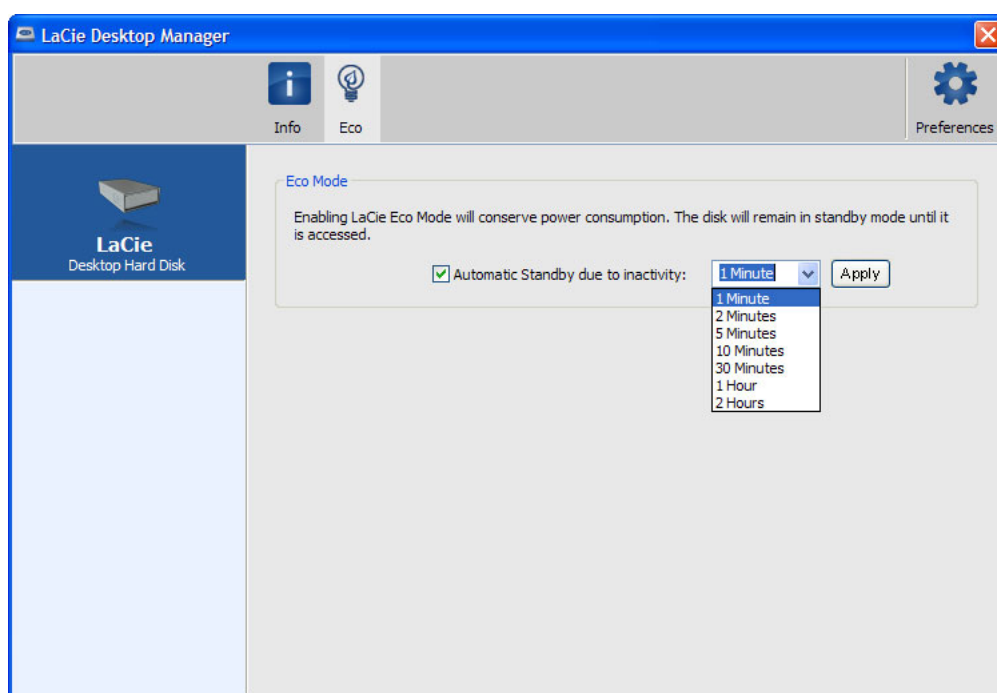 LaCie Desktop Manager
Info
Eco
Preferences
LaCie
Desktop Hard Disk
Eco Mode
Enabling LaCie Eco Mode will conserve power consumption. The disk will remain in standby mode until it
is accessed.
Automatic Standby due to inactivity:
1 Minute
Apply
1 Minute
2 Minutes
5 Minutes
10 Minutes
30 Minutes
1 Hour
2 Hours